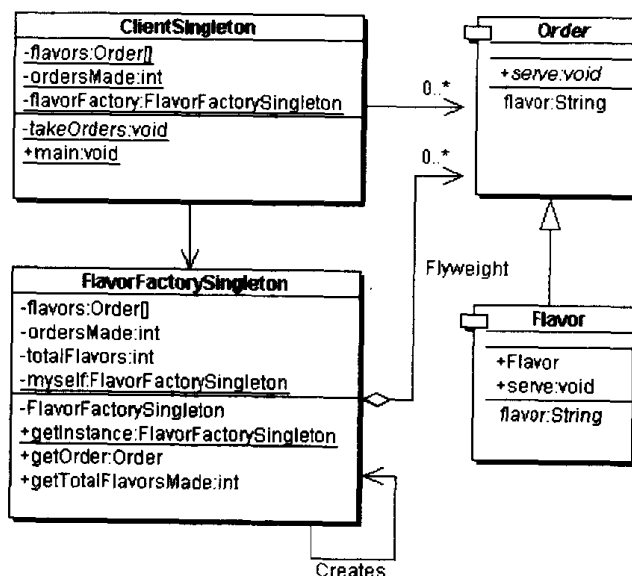 ClientSingleton
-flavors:Order[]
-ordersMade:int
-flavorFactory:FlavorFactorySingleton
-takeOrders:void
+main:void
0..*
Order
+serve:void
flavor:String
0..*
Flyweight
FlavorFactorySingleton
-flavors:Order[]
-ordersMade:int
-totalFlavors:int
-myself:FlavorFactorySingleton
-FlavorFactorySingleton
+getInstance:FlavorFactorySingleton
+getOrder:Order
+getTotalFlavorsMade:int
Creates
Flavor
+Flavor
+serve:void
flavor:String